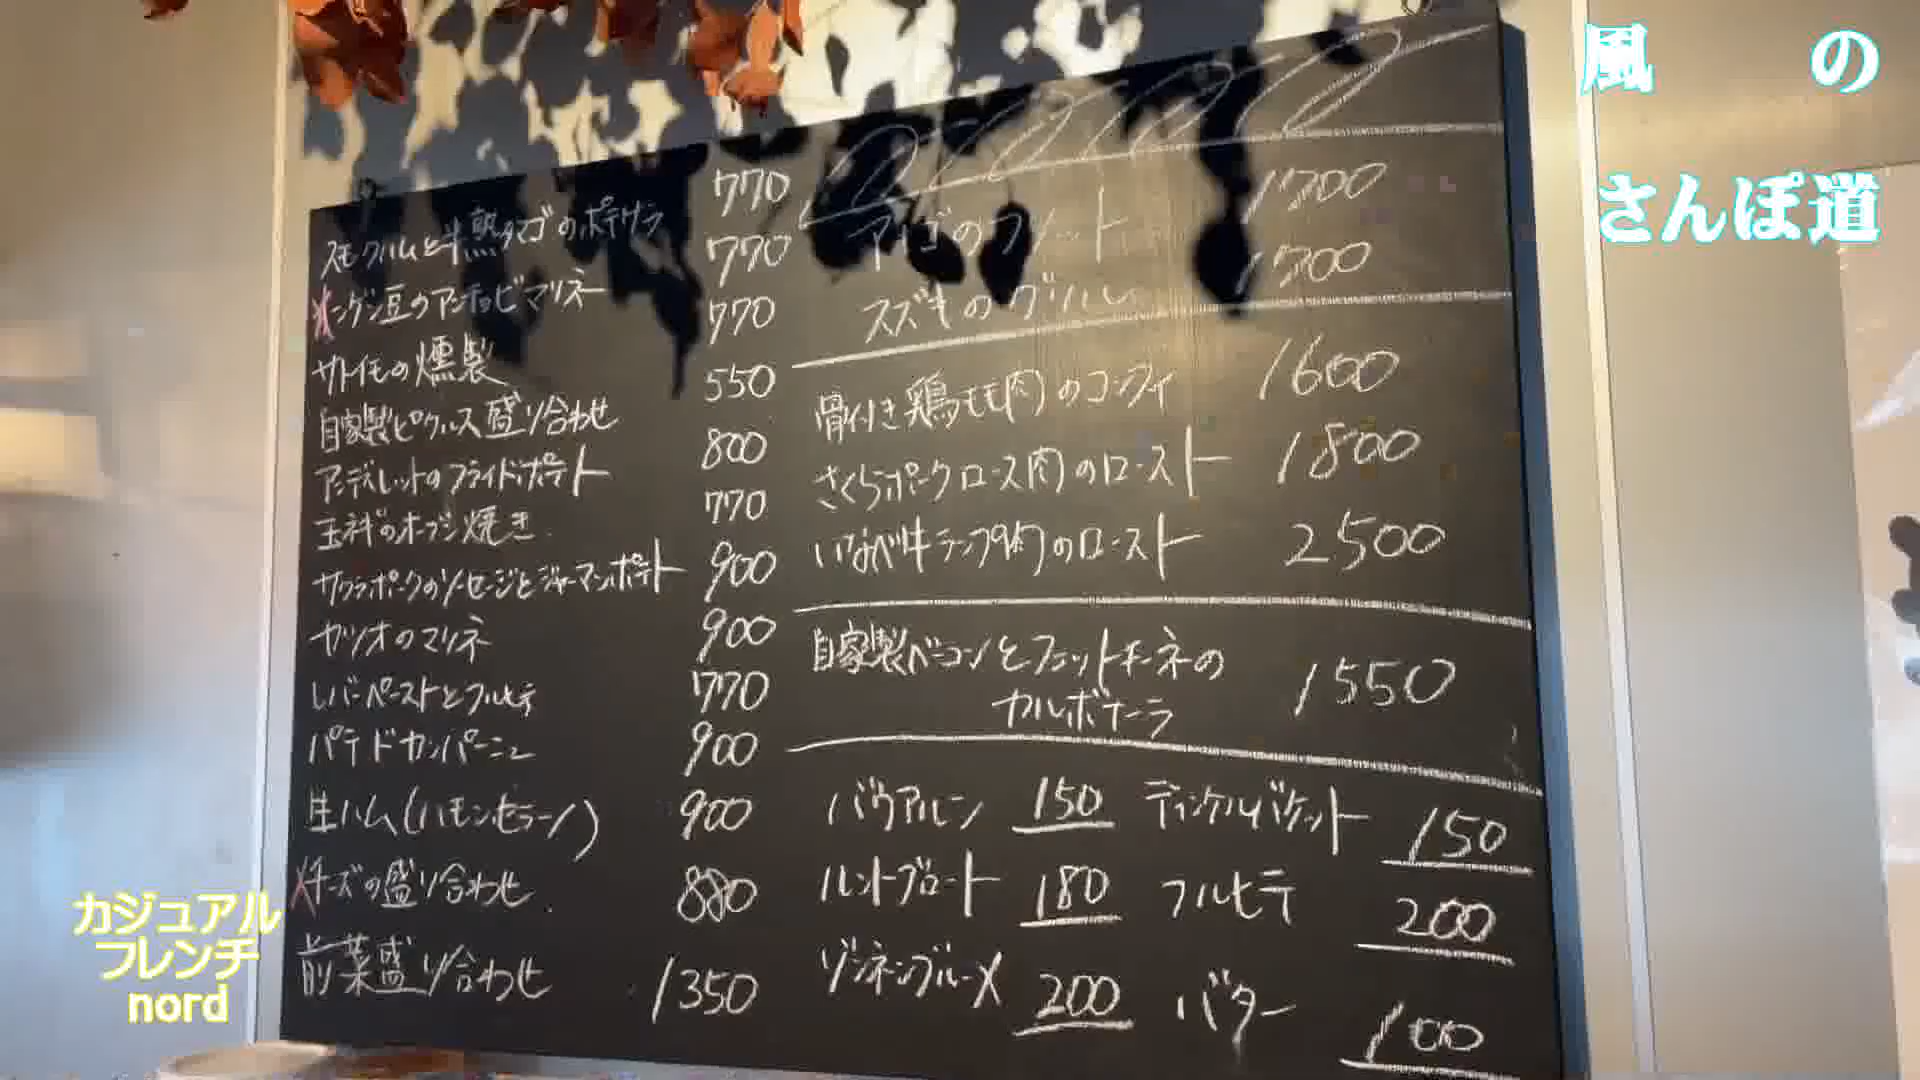 風の
さんぽ道
スモークハムと半熟タマゴのポテサラ 770
インゲン豆のアンチョビマリネ 770
サトイモの燻製 770
自家製ピクルス盛り合わせ 550
アンデスレットのフライドポテト 800
玉ネギのオーブン焼き 770
サクラポークのソーセージとジャーマンポテト 900
カツオのマリネ 900
レバーペーストとフルヒテ 770
パテドカンパーニュ 900
生ハム(ハモンセラーノ) 900
チーズの盛り合わせ 880
前菜盛り合わせ 1350
のフリット 1700
スズキのグリル 1700
骨付き鶏もも肉のコンフィ 1600
さくらポークロース肉のロースト 1800
いなべ牛ランプ肉のロースト 2500
自家製ベーコンとフェットチーネの
カルボナーラ 1550
バウアルン 150 ディンケルバケット 150
ルントブロート 180 フルヒテ 200
ゾンネンブルーメ 200 バター 100
カジュアル
フレンチ
nord